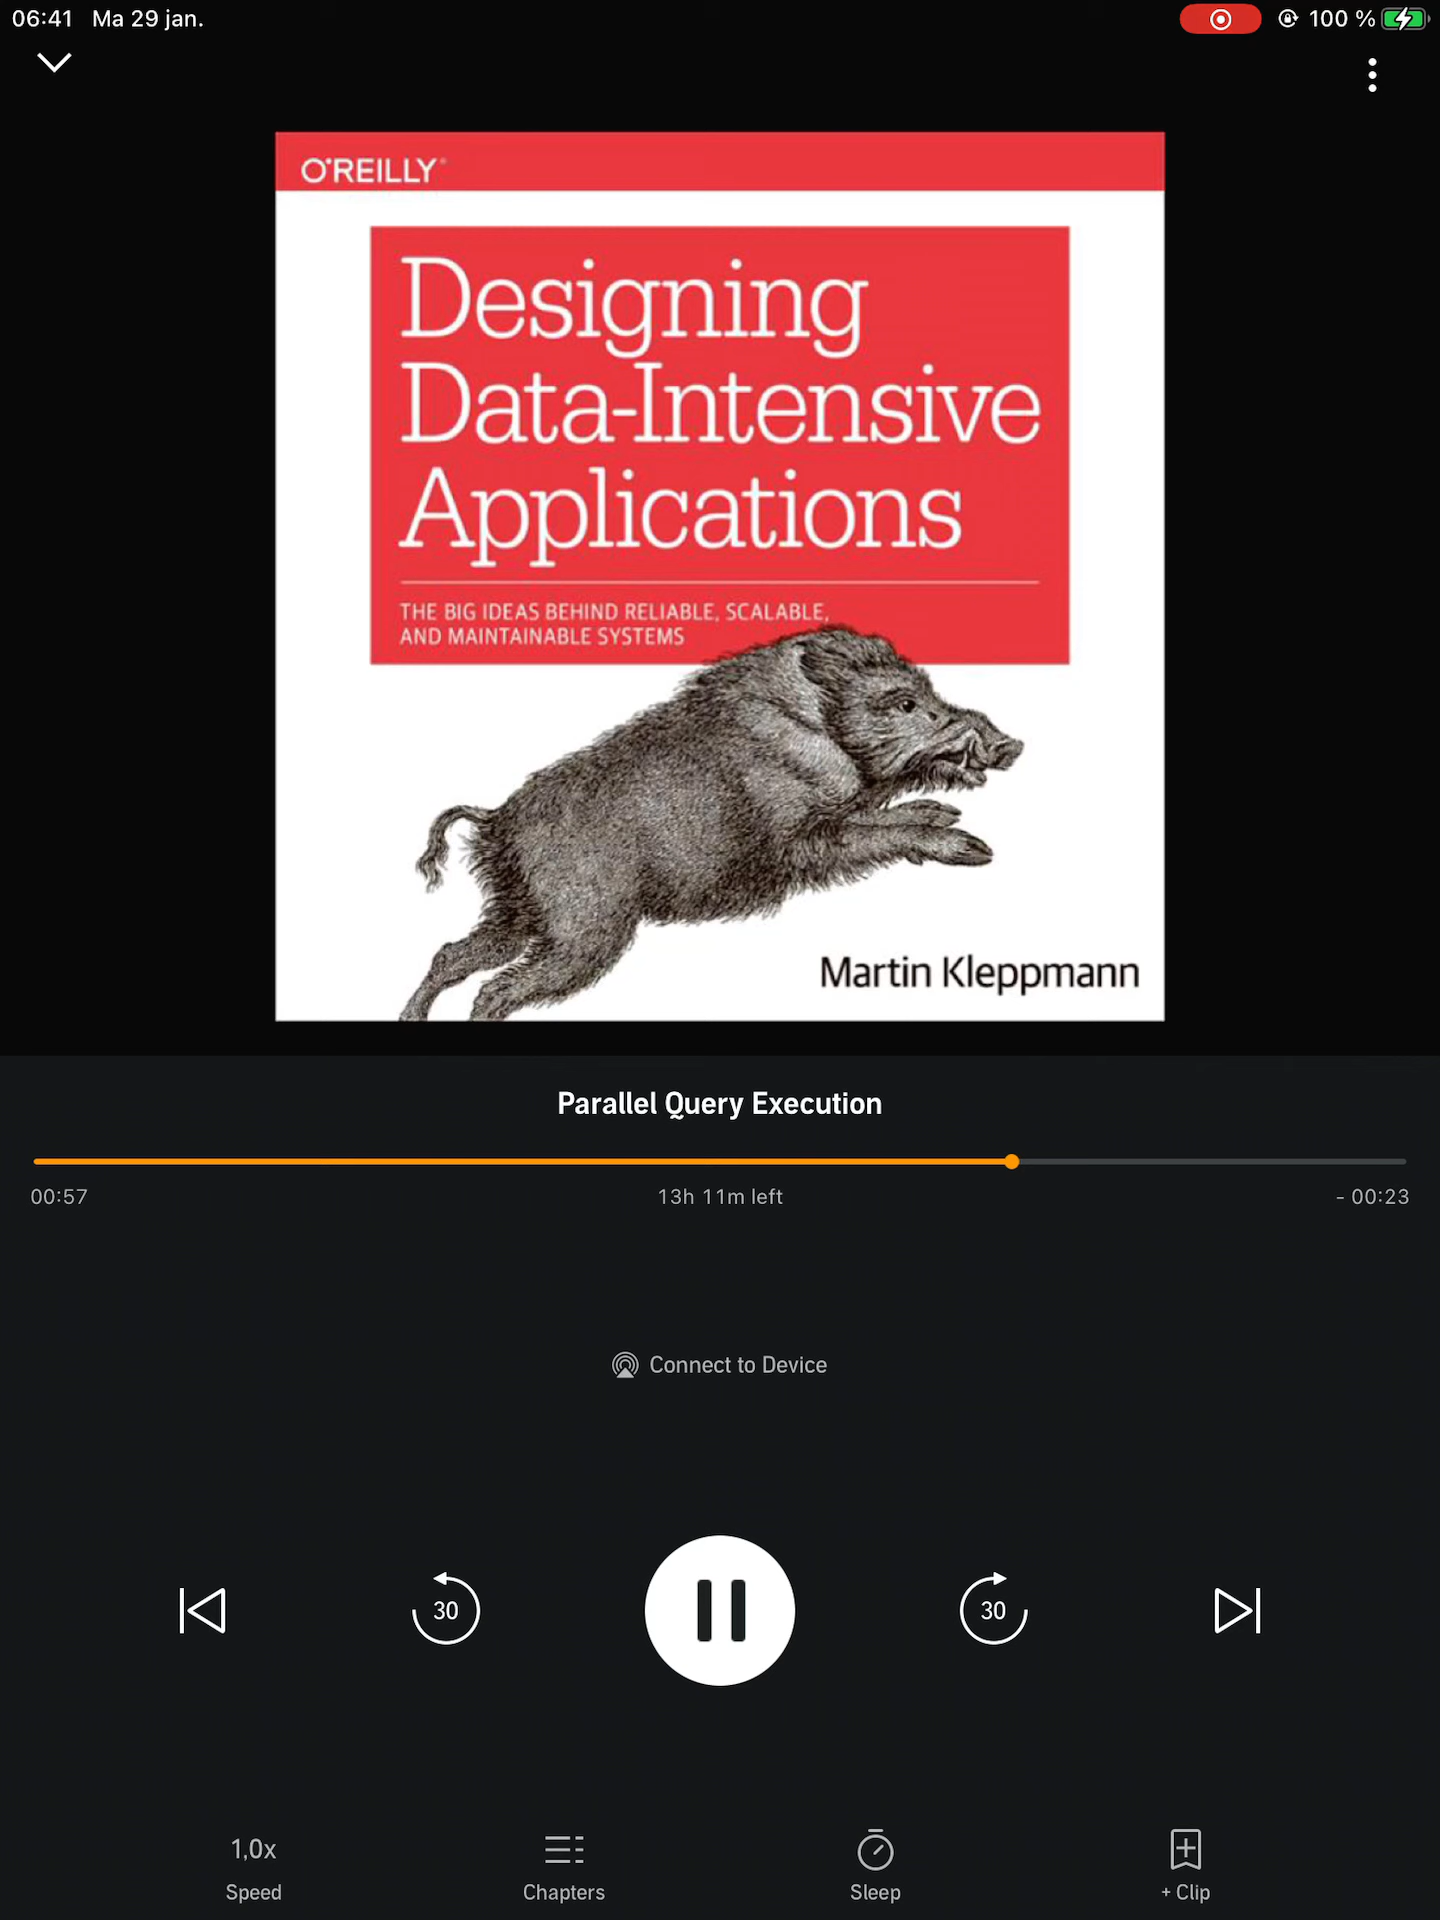 06:41 Ma 29 jan. 100 %
O'REILLY
Designing
Data-Intensive
Applications
THE BIG IDEAS BEHIND RELIABLE, SCALABLE,
AND MAINTAINABLE SYSTEMS
Martin Kleppmann
Parallel Query Execution
00:57 13h 11m left - 00:23
Connect to Device
30 30
1,0x
Speed Chapters Sleep + Clip